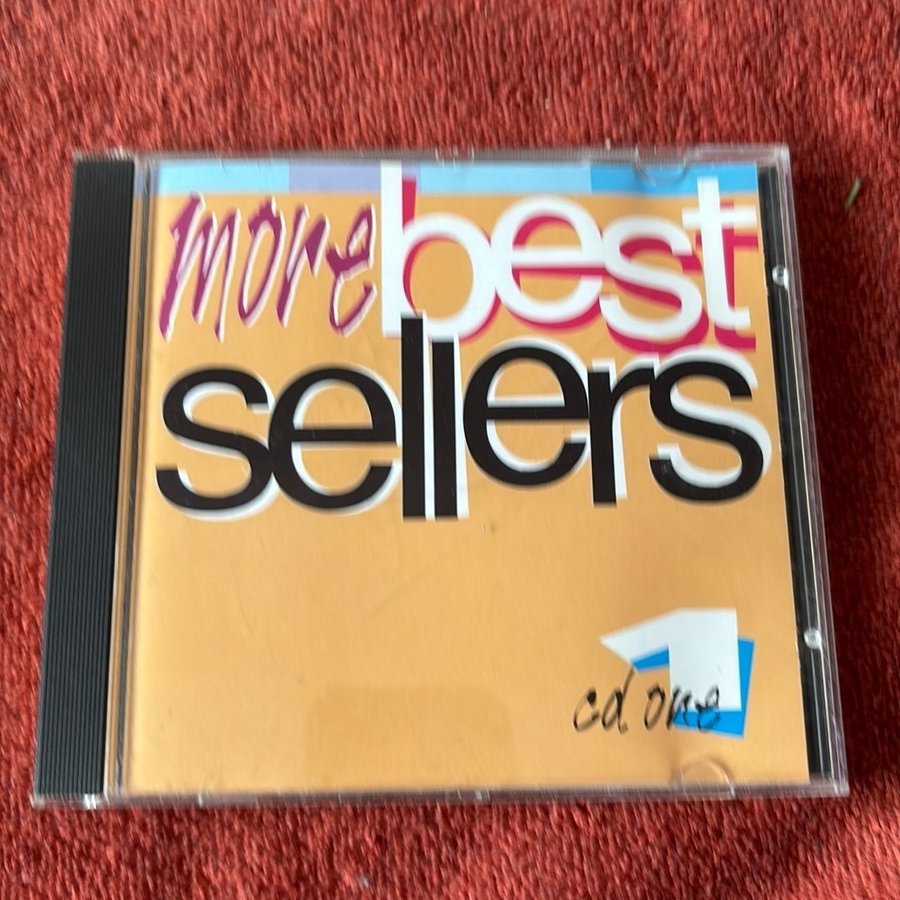 more best
sellers
1
cd one